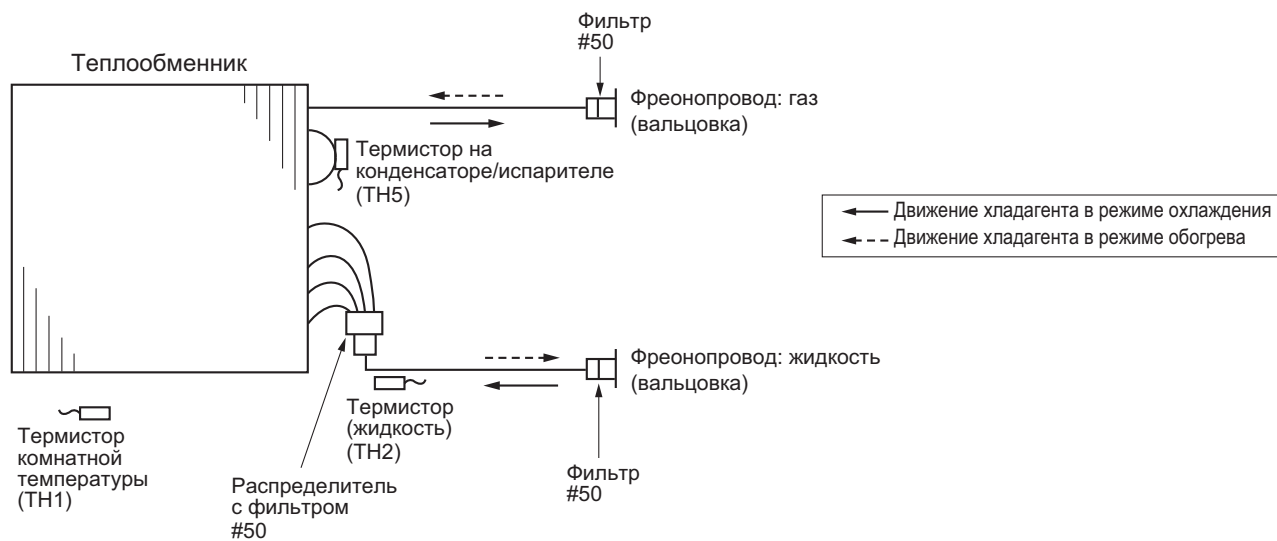 Фильтр
#50
Теплообменник
Фреонопровод: газ
(вальцовка)
Термистор на
конденсаторе/испарителе
(TH5)
Движение хладагента в режиме охлаждения
Движение хладагента в режиме обогрева
Фреонопровод: жидкость
(вальцовка)
Термистор
(жидкость)
(TH2)
Термистор
комнатной
температуры
(TH1)
Распределитель
с фильтром
#50
Фильтр
#50